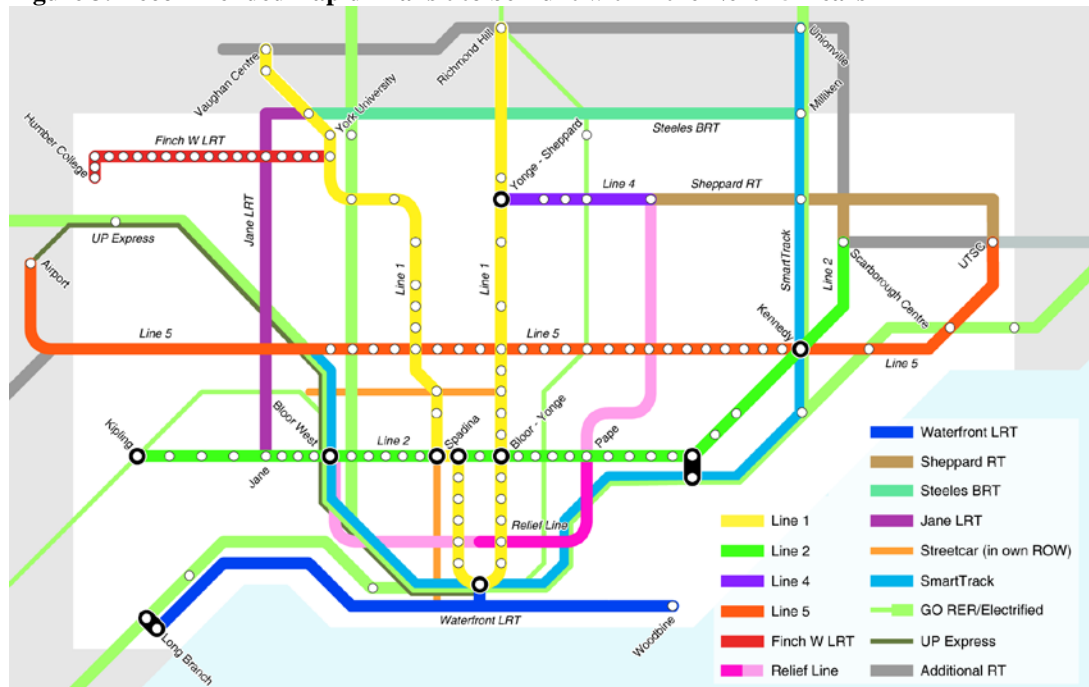 Vaughan Centre
Richmond Hill
Unionville
York University
Milliken
Humber College
Finch W LRT
Steeles BRT
Yonge - Sheppard
Line 4
Sheppard RT
Jane LRT
UP Express
Airport
Line 1
Line 1
SmartTrack
Line 2
Scarborough Centre
UTSC
Line 5
Line 5
Kennedy
Line 5
Kipling
Bloor West
Line 2
Spadina
Bloor - Yonge
Pape
Jane
Relief Line
Waterfront LRT
Woodbine
Long Branch
Line 1
Line 2
Line 4
Line 5
Finch W LRT
Relief Line
Waterfront LRT
Sheppard RT
Steeles BRT
Jane LRT
Streetcar (in own ROW)
SmartTrack
GO RER/Electrified
UP Express
Additional RT